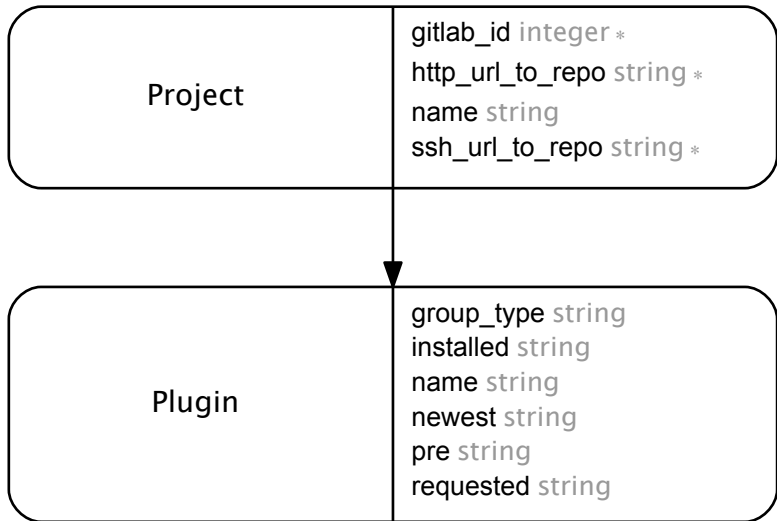 Project
gitlab_id integer *
http_url_to_repo string *
name string
ssh_url_to_repo string *
Plugin
group_type string
installed string
name string
newest string
pre string
requested string